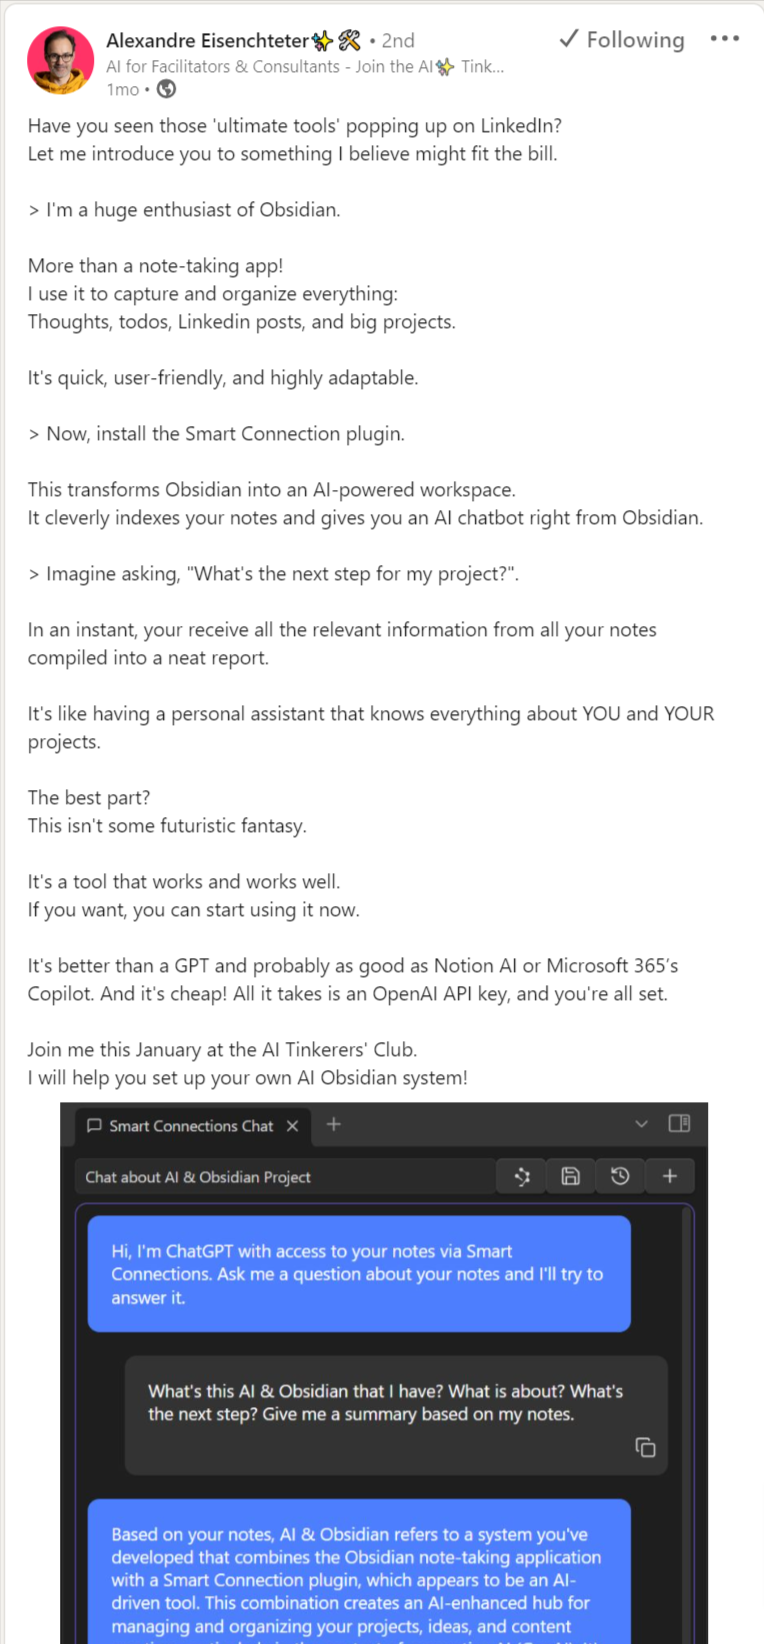 Alexandre Eisenchteter✨🛠 • 2nd
✓ Following •••
AI for Facilitators & Consultants - Join the AI✨ Tink...
1mo •
Have you seen those 'ultimate tools' popping up on LinkedIn?
Let me introduce you to something I believe might fit the bill.
> I'm a huge enthusiast of Obsidian.
More than a note-taking app!
I use it to capture and organize everything:
Thoughts, todos, Linkedin posts, and big projects.
It's quick, user-friendly, and highly adaptable.
> Now, install the Smart Connection plugin.
This transforms Obsidian into an AI-powered workspace.
It cleverly indexes your notes and gives you an AI chatbot right from Obsidian.
> Imagine asking, "What's the next step for my project?".
In an instant, your receive all the relevant information from all your notes
compiled into a neat report.
It's like having a personal assistant that knows everything about YOU and YOUR
projects.
The best part?
This isn't some futuristic fantasy.
It's a tool that works and works well.
If you want, you can start using it now.
It's better than a GPT and probably as good as Notion AI or Microsoft 365's
Copilot. And it's cheap! All it takes is an OpenAI API key, and you're all set.
Join me this January at the AI Tinkerers' Club.
I will help you set up your own AI Obsidian system!
Smart Connections Chat
Chat about AI & Obsidian Project
Hi, I'm ChatGPT with access to your notes via Smart
Connections. Ask me a question about your notes and I'll try to
answer it.
What's this AI & Obsidian that I have? What is about? What's
the next step? Give me a summary based on my notes.
Based on your notes, AI & Obsidian refers to a system you've
developed that combines the Obsidian note-taking application
with a Smart Connection plugin, which appears to be an AI-
driven tool. This combination creates an AI-enhanced hub for
managing and organizing your projects, ideas, and content